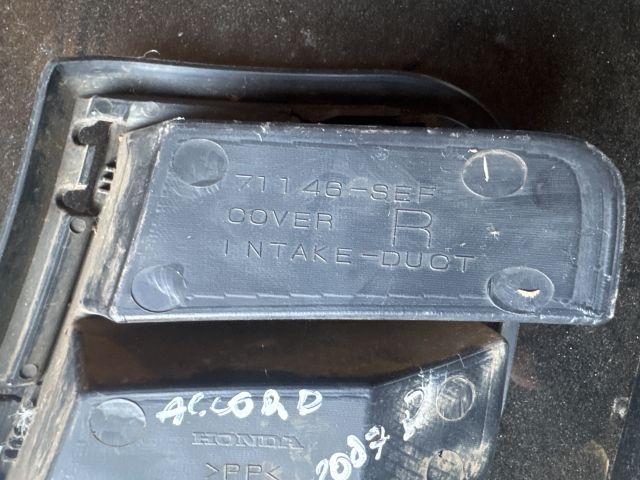 71146-SEF
COVER R
INTAKE-DUCT
ACCORD
HONDA
>PP<